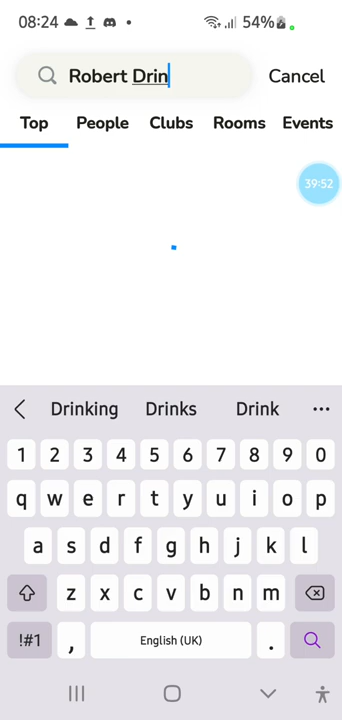 08:24 54%
Robert Drin Cancel
Top People Clubs Rooms Events
39:52
Drinking Drinks Drink
1 2 3 4 5 6 7 8 9 0
q w e r t y u i o p
a s d f g h j k l
z x c v b n m
!#1 , English (UK) .